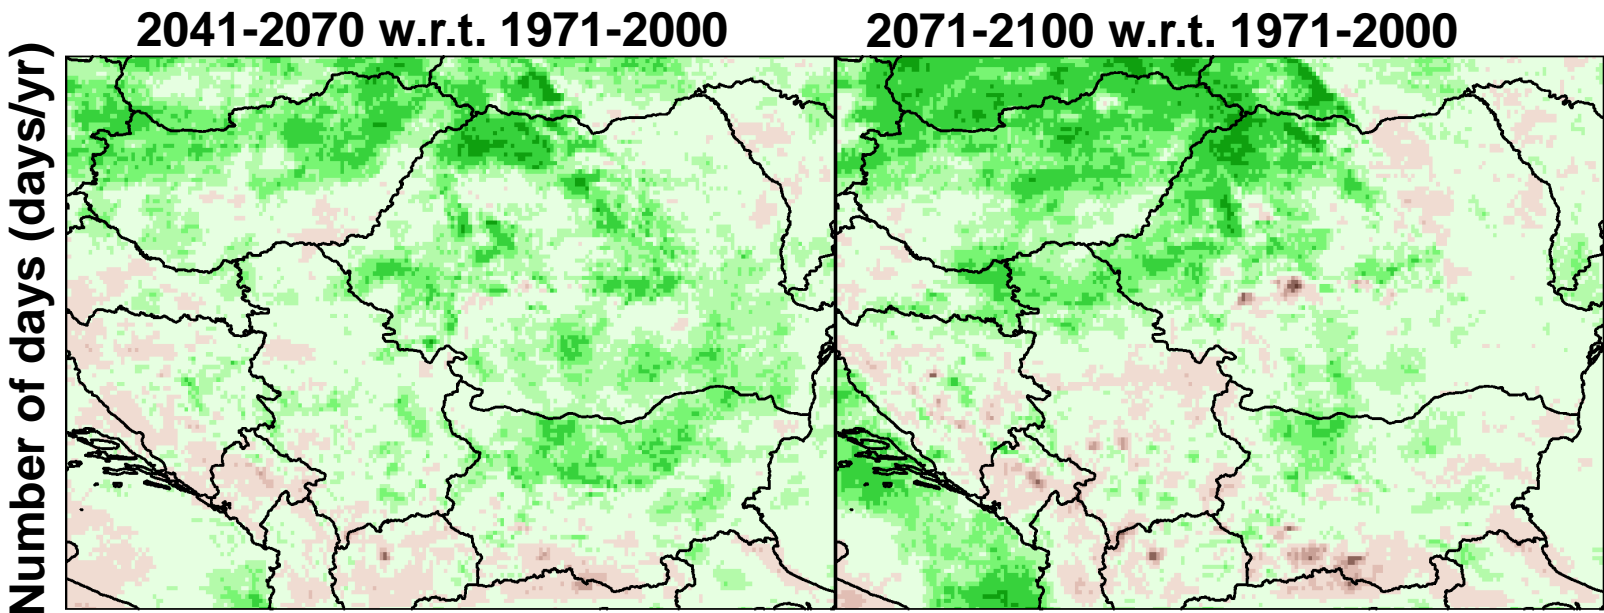 2041-2070 w.r.t. 1971-2000
2071-2100 w.r.t. 1971-2000
Number of days (days/yr)